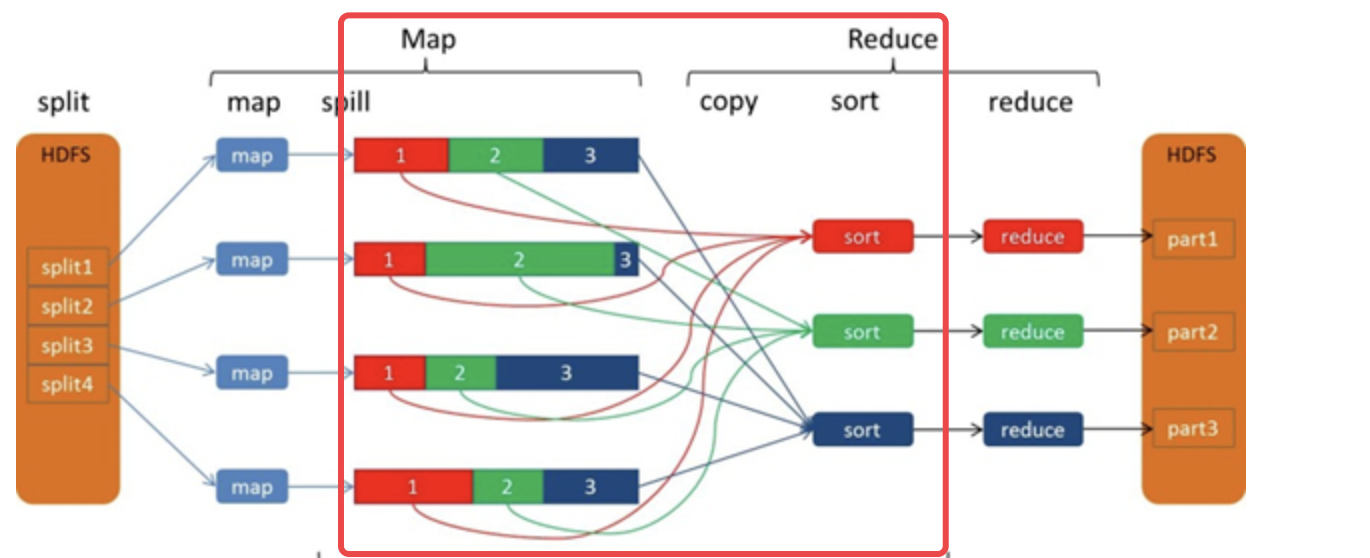 Map Reduce
split map spill copy sort reduce
HDFS map 1 2 3 HDFS
sort reduce part1
map 1 2 3
split1
split2
sort reduce part2
split3
map 1 2 3
split4
sort reduce part3
map 1 2 3